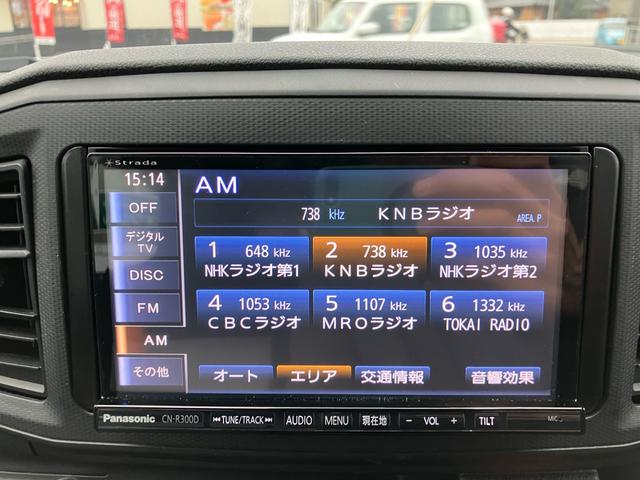 Strada
15:14
AM
OFF
738 kHz KNBラジオ AREA.P
デジタル
TV
1 648 kHz
NHKラジオ第1
2 738 kHz
KNBラジオ
3 1035 kHz
NHKラジオ第2
DISC
FM
4 1053 kHz
CBCラジオ
5 1107 kHz
MROラジオ
6 1332 kHz
TOKAI RADIO
AM
その他
オート
エリア
交通情報
音響効果
Panasonic CN-R300D TUNE/TRACK AUDIO MENU 現在地 - VOL + TILT MIC